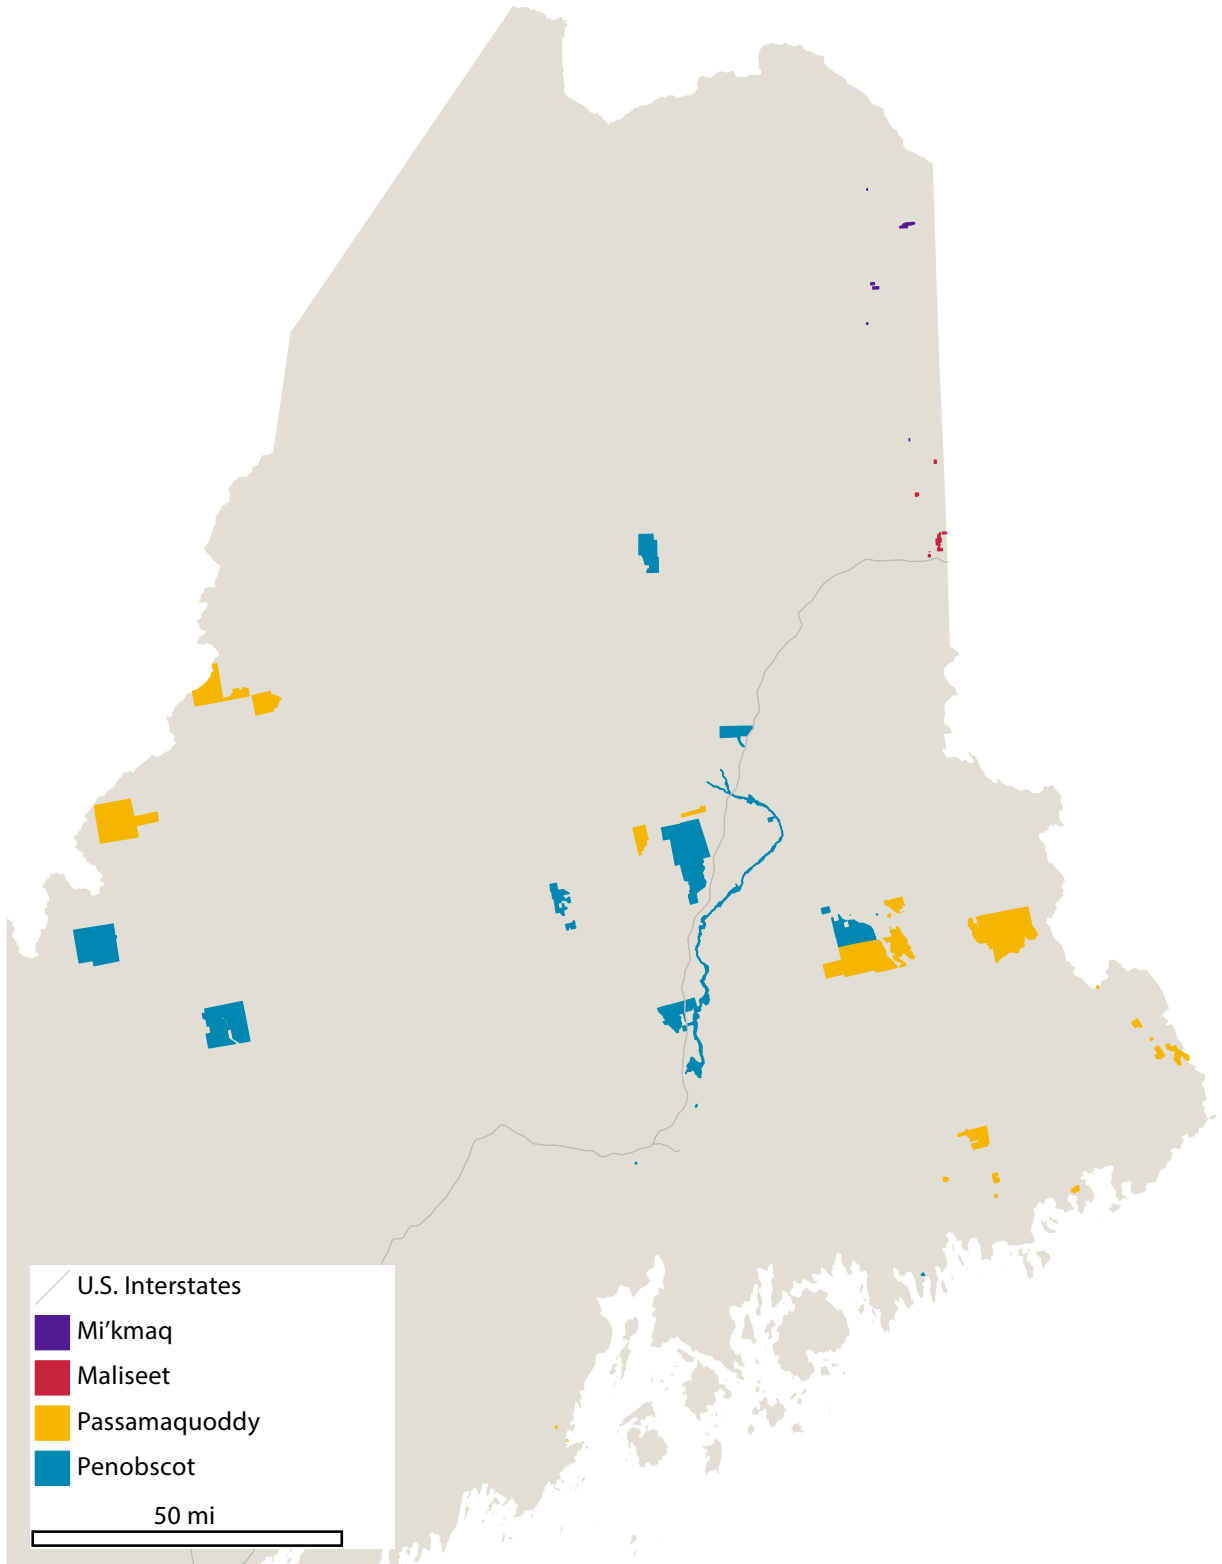 U.S. Interstates
Mi’kmaq
Maliseet
Passamaquoddy
Penobscot
50 mi